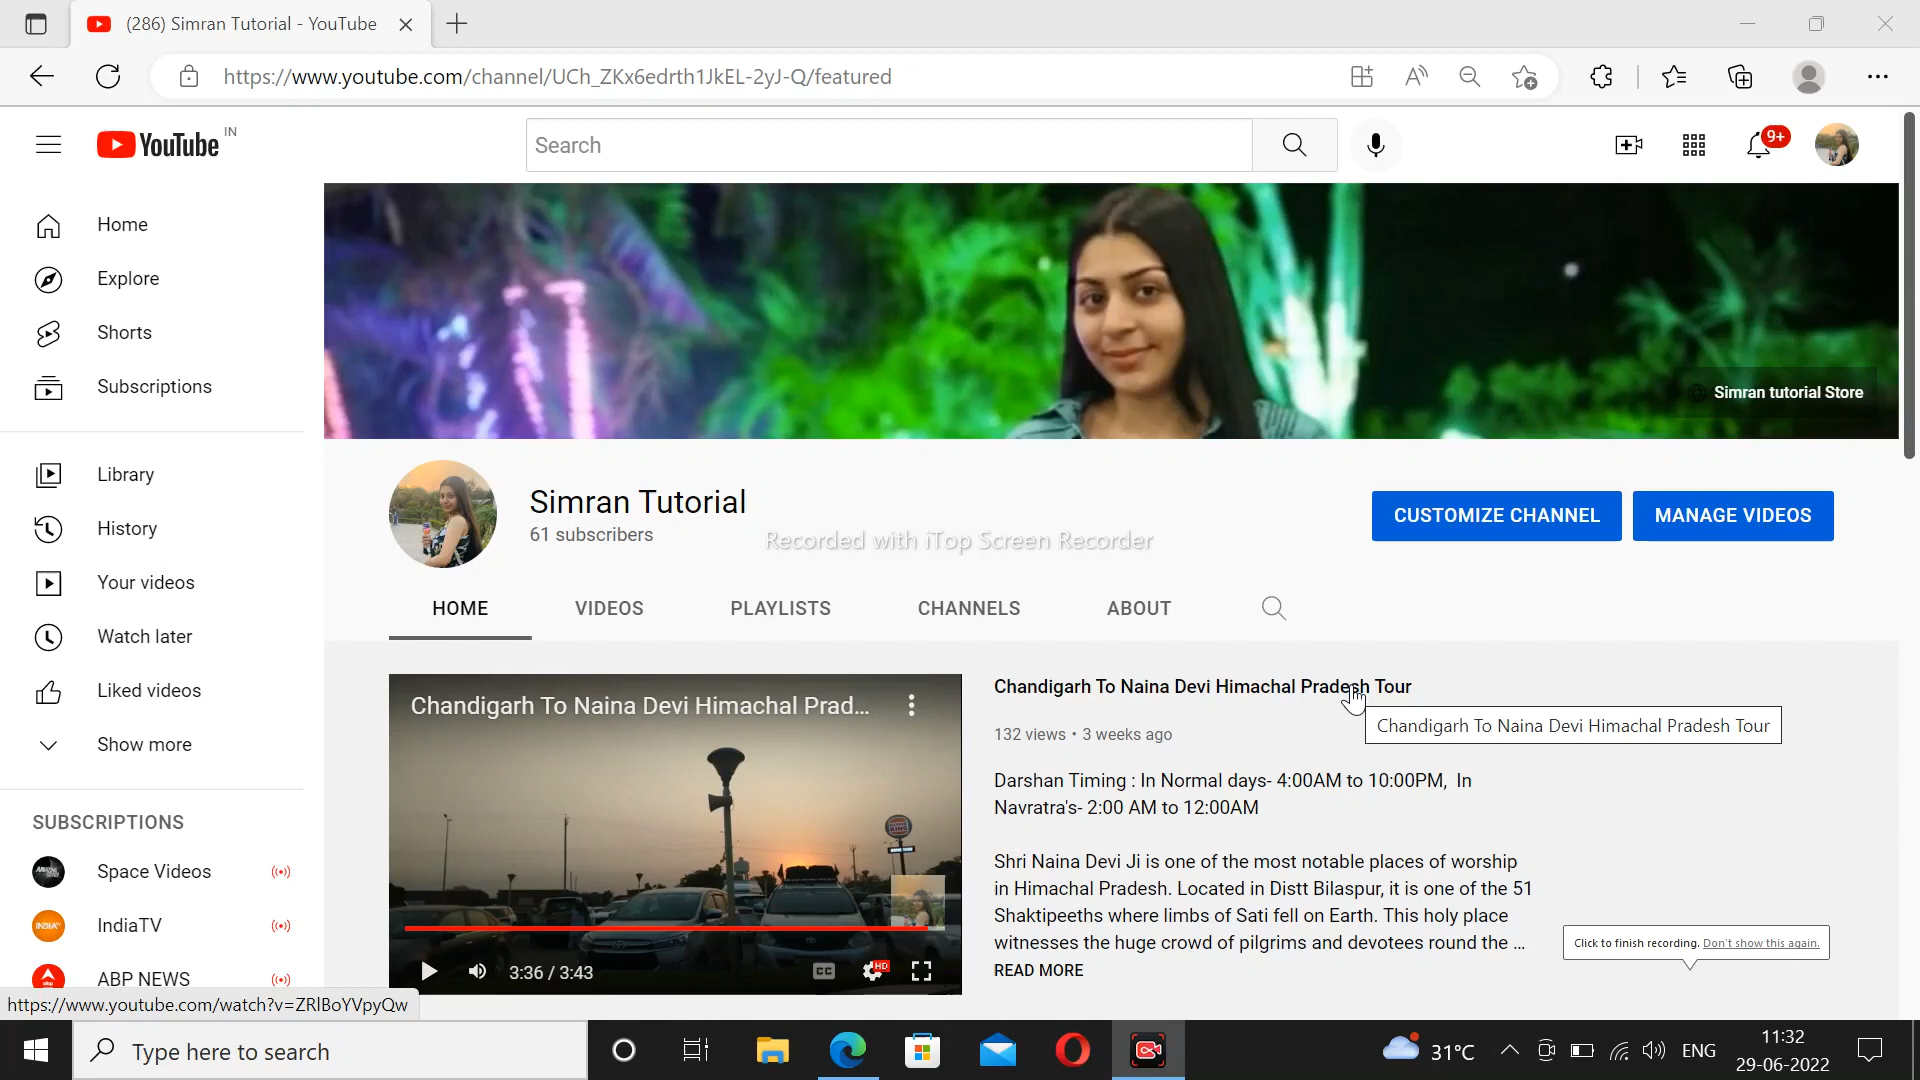 (286) Simran Tutorial - YouTube
https://www.youtube.com/channel/UCh_ZKx6edrth1JkEL-2yJ-Q/featured
YouTube IN
Search
9+
Home
Explore
Shorts
Subscriptions
Library
History
Your videos
Watch later
Liked videos
Show more
SUBSCRIPTIONS
Space Videos
IndiaTV
ABP NEWS
https://www.youtube.com/watch?v=ZRlBoYVpyQw
Simran tutorial Store
Simran Tutorial
61 subscribers
Recorded with iTop Screen Recorder
CUSTOMIZE CHANNEL
MANAGE VIDEOS
HOME
VIDEOS
PLAYLISTS
CHANNELS
ABOUT
Chandigarh To Naina Devi Himachal Prad...
3:36 / 3:43
CC
HD
Chandigarh To Naina Devi Himachal Pradesh Tour
Chandigarh To Naina Devi Himachal Pradesh Tour
132 views • 3 weeks ago
Darshan Timing : In Normal days- 4:00AM to 10:00PM, In
Navratra's- 2:00 AM to 12:00AM
Shri Naina Devi Ji is one of the most notable places of worship
in Himachal Pradesh. Located in Distt Bilaspur, it is one of the 51
Shaktipeeths where limbs of Sati fell on Earth. This holy place
witnesses the huge crowd of pilgrims and devotees round the ...
READ MORE
Click to finish recording. Don't show this again.
Type here to search
31°C
ENG
11:32
29-06-2022